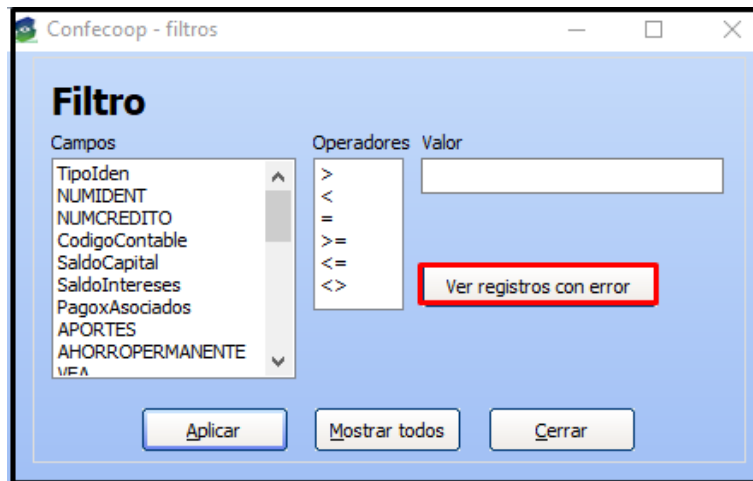 Confecoop - filtros
Filtro
Campos
Operadores
Valor
TipoIden
NUMIDENT
NUMCREDITO
CodigoContable
SaldoCapital
SaldoIntereses
PagoxAsociados
APORTES
AHORROPERMANENTE
VEA
>
<
=
>=
<=
<>
Ver registros con error
Aplicar
Mostrar todos
Cerrar